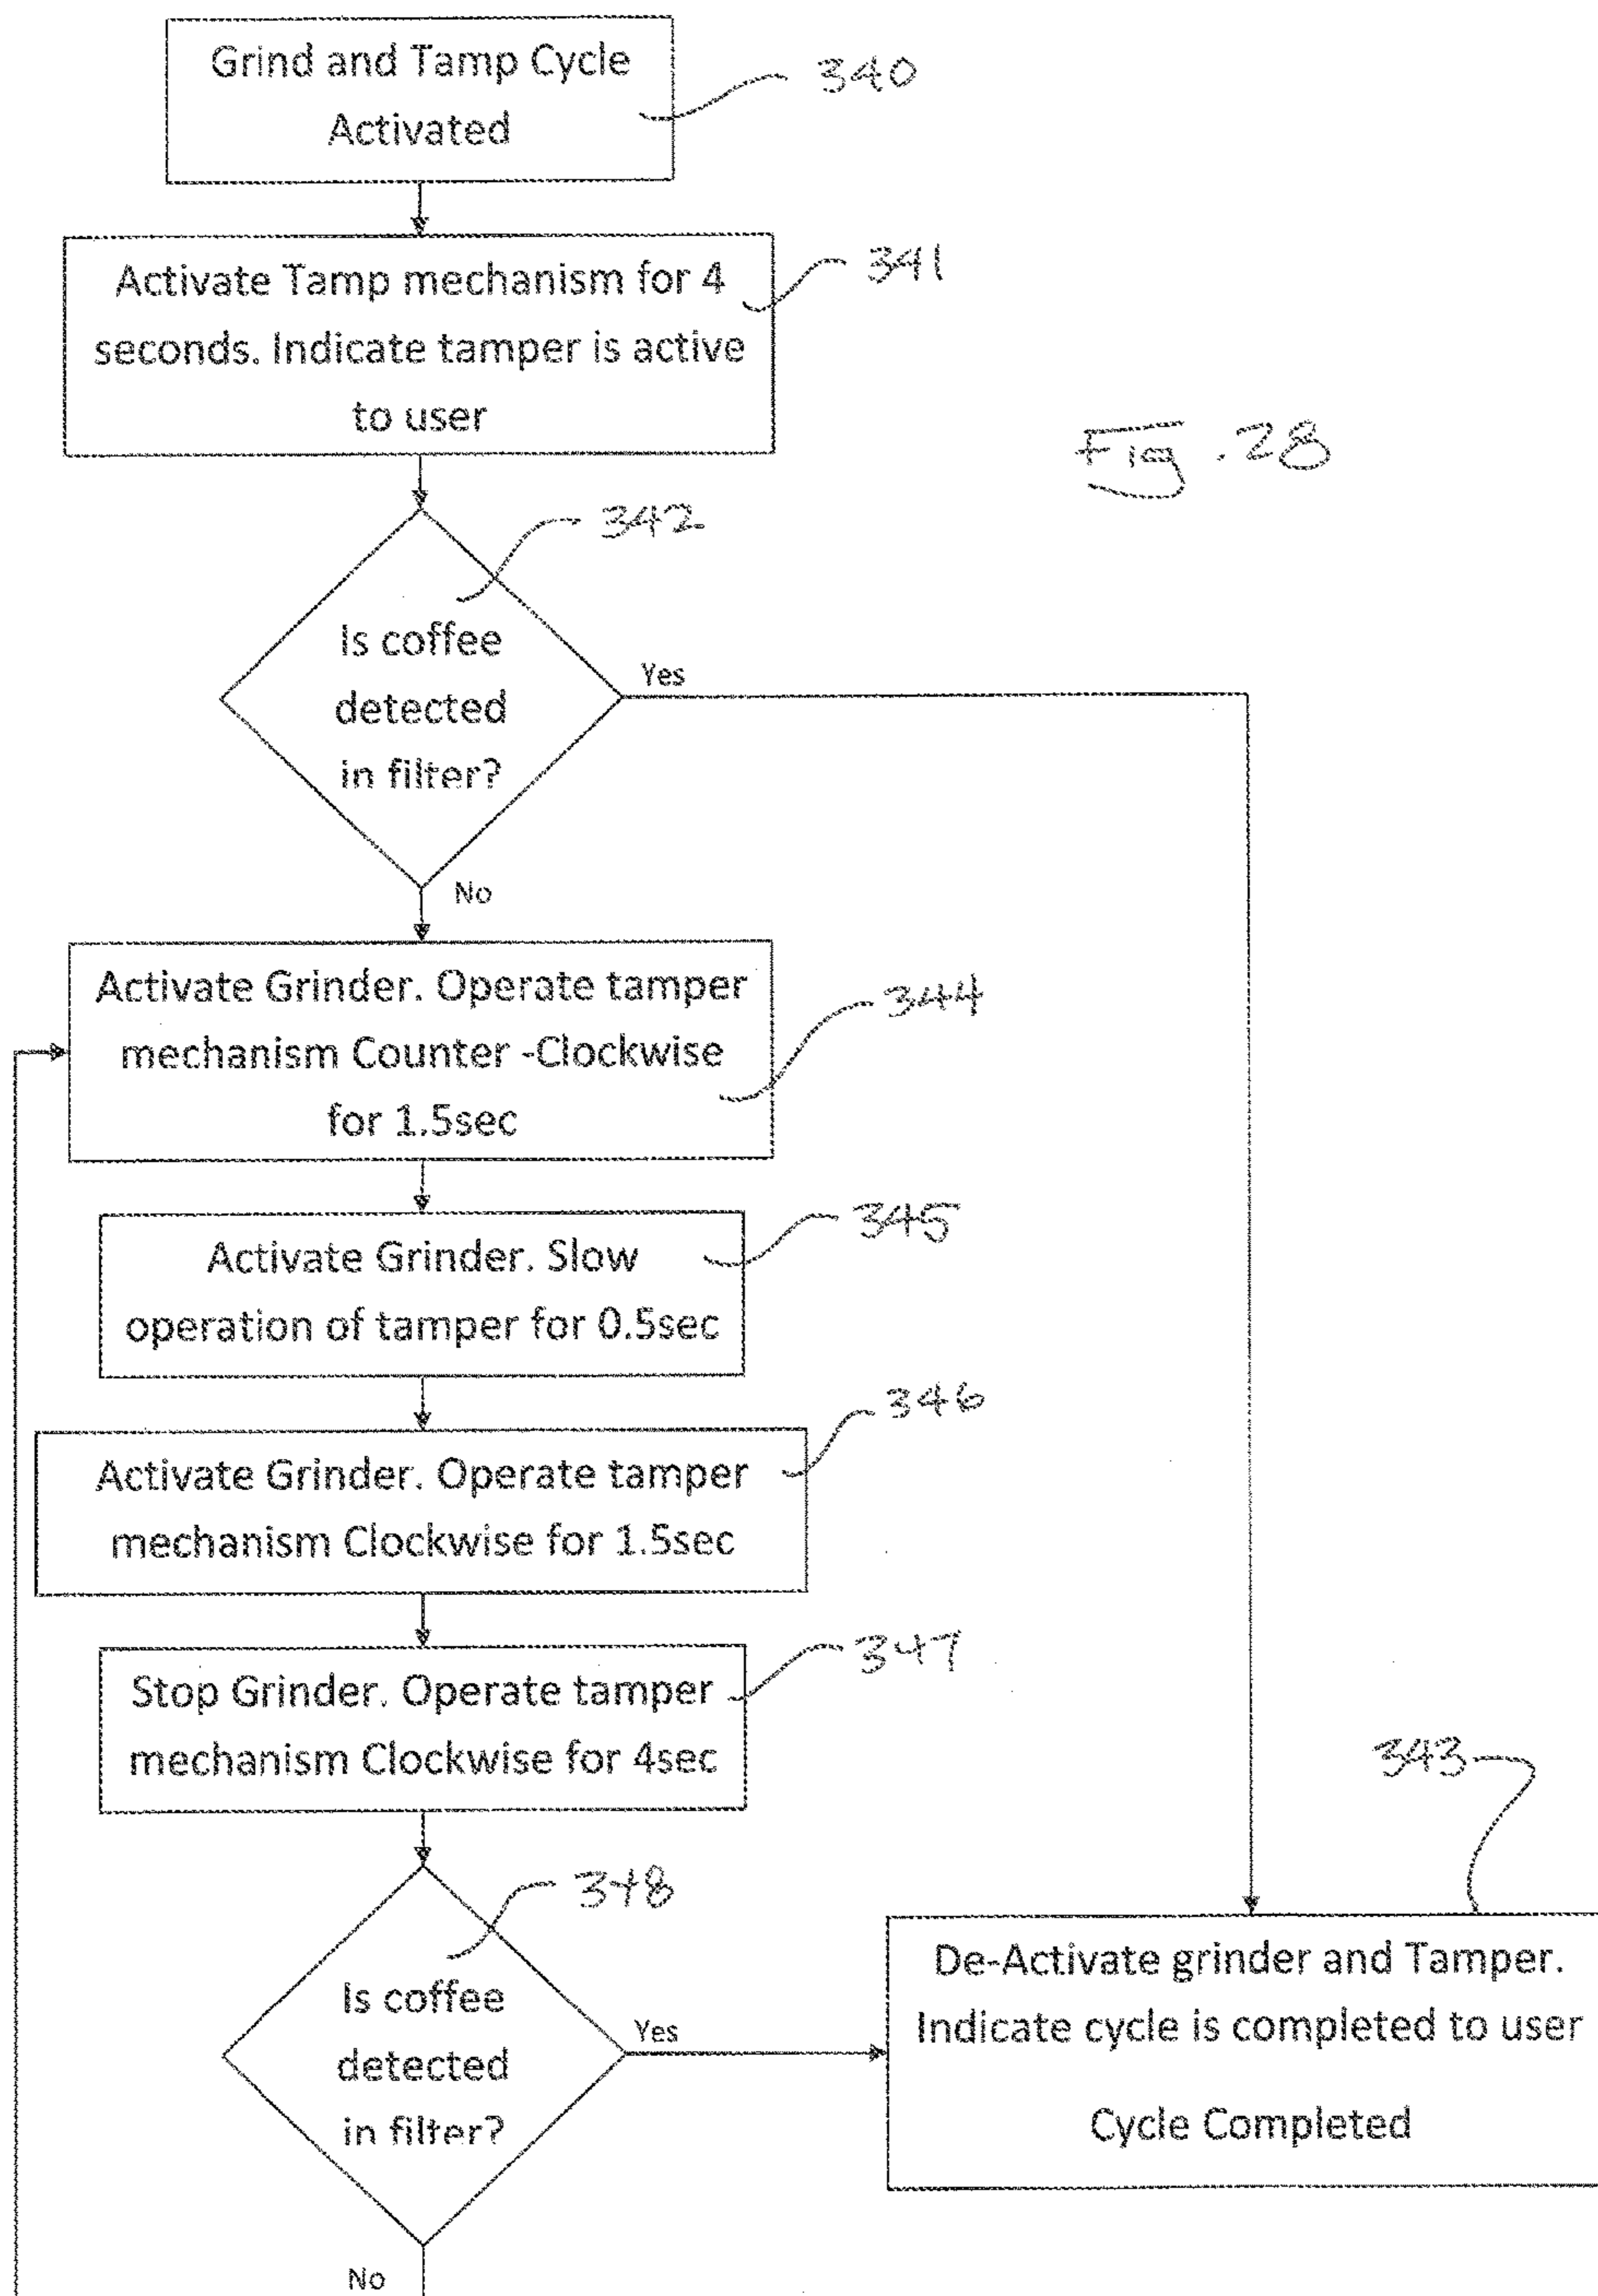 Grind and Tamp Cycle
Activated
340
Activate Tamp mechanism for 4
seconds. Indicate tamper is active
to user
341
Fig. 28
342
Is coffee
detected
in filter?
Yes
No
Activate Grinder. Operate tamper
mechanism Counter -Clockwise
for 1.5sec
344
Activate Grinder. Slow
operation of tamper for 0.5sec
345
Activate Grinder. Operate tamper
mechanism Clockwise for 1.5sec
346
Stop Grinder. Operate tamper
mechanism Clockwise for 4sec
347
343
348
Is coffee
detected
in filter?
Yes
No
De-Activate grinder and Tamper.
Indicate cycle is completed to user
Cycle Completed